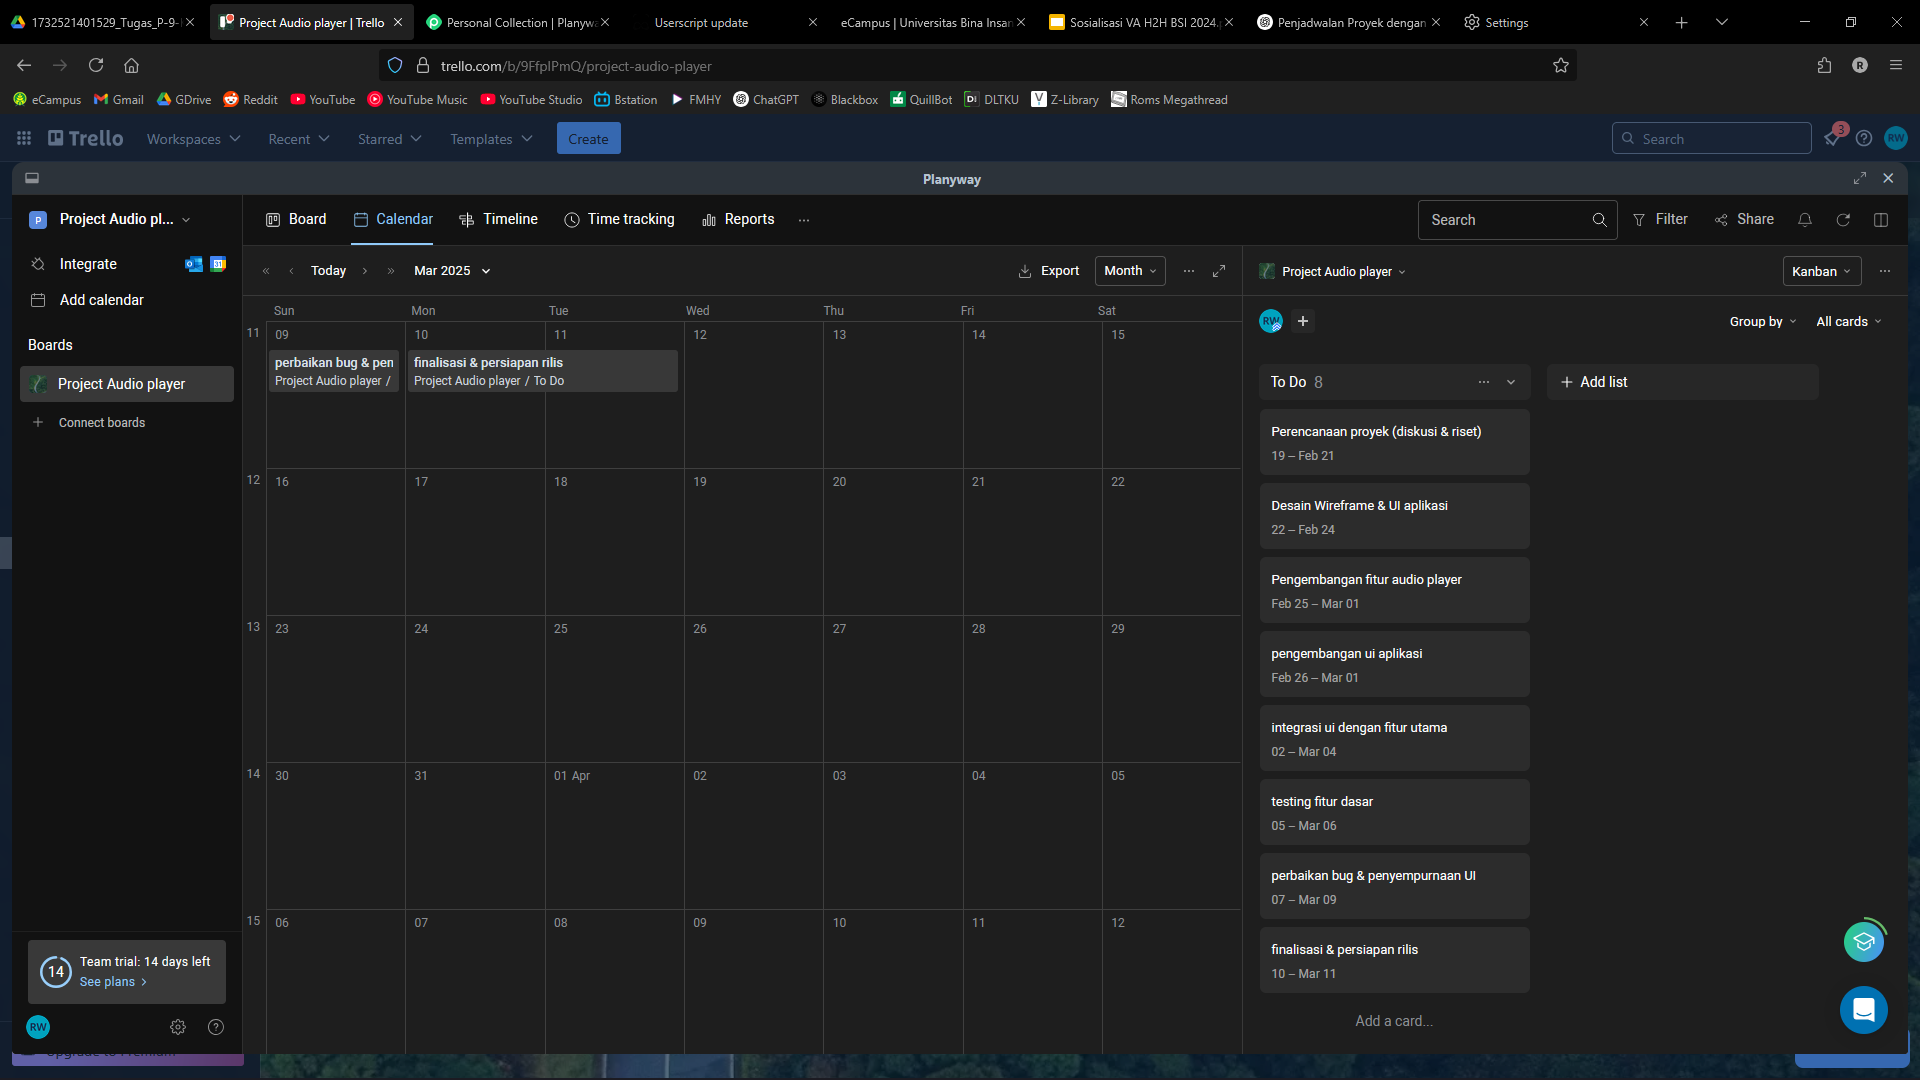 1732521401529_Tugas_P-9-
Project Audio player | Trello
Personal Collection | Planywa
Userscript update
eCampus | Universitas Bina Insan
Sosialisasi VA H2H BSI 2024.
Penjadwalan Proyek dengan
Settings
trello.com/b/9FfpIPmQ/project-audio-player
R
eCampus
Gmail
GDrive
Reddit
YouTube
YouTube Music
YouTube Studio
Bstation
FMHY
ChatGPT
Blackbox
QuillBot
DLTKU
Z-Library
Roms Megathread
Trello
Workspaces
Recent
Starred
Templates
Create
Search
3
RW
Planyway
P
Project Audio pl...
Board
Calendar
Timeline
Time tracking
Reports
Search
Filter
Share
Integrate
31
Add calendar
Boards
Project Audio player
Connect boards
Today
Mar 2025
Export
Month
Sun Mon Tue Wed Thu Fri Sat
11 09 10 11 12 13 14 15
perbaikan bug & pen
Project Audio player /
finalisasi & persiapan rilis
Project Audio player / To Do
12 16 17 18 19 20 21 22
13 23 24 25 26 27 28 29
14 30 31 01 Apr 02 03 04 05
15 06 07 08 09 10 11 12
Project Audio player
Kanban
RW
Group by
All cards
To Do 8
Add list
Perencanaan proyek (diskusi & riset)
19 – Feb 21
Desain Wireframe & UI aplikasi
22 – Feb 24
Pengembangan fitur audio player
Feb 25 – Mar 01
pengembangan ui aplikasi
Feb 26 – Mar 01
integrasi ui dengan fitur utama
02 – Mar 04
testing fitur dasar
05 – Mar 06
perbaikan bug & penyempurnaan UI
07 – Mar 09
finalisasi & persiapan rilis
10 – Mar 11
Add a card...
14
Team trial: 14 days left
See plans
RW
Upgrade to Premium